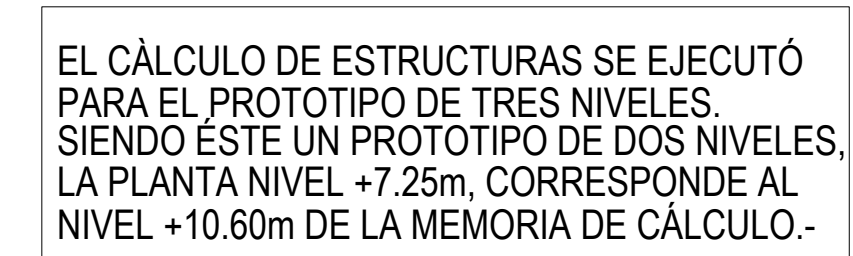 EL CÀLCULO DE ESTRUCTURAS SE EJECUTÓ
PARA EL PROTOTIPO DE TRES NIVELES.
SIENDO ÉSTE UN PROTOTIPO DE DOS NIVELES,
LA PLANTA NIVEL +7.25m, CORRESPONDE AL
NIVEL +10.60m DE LA MEMORIA DE CÁLCULO.-